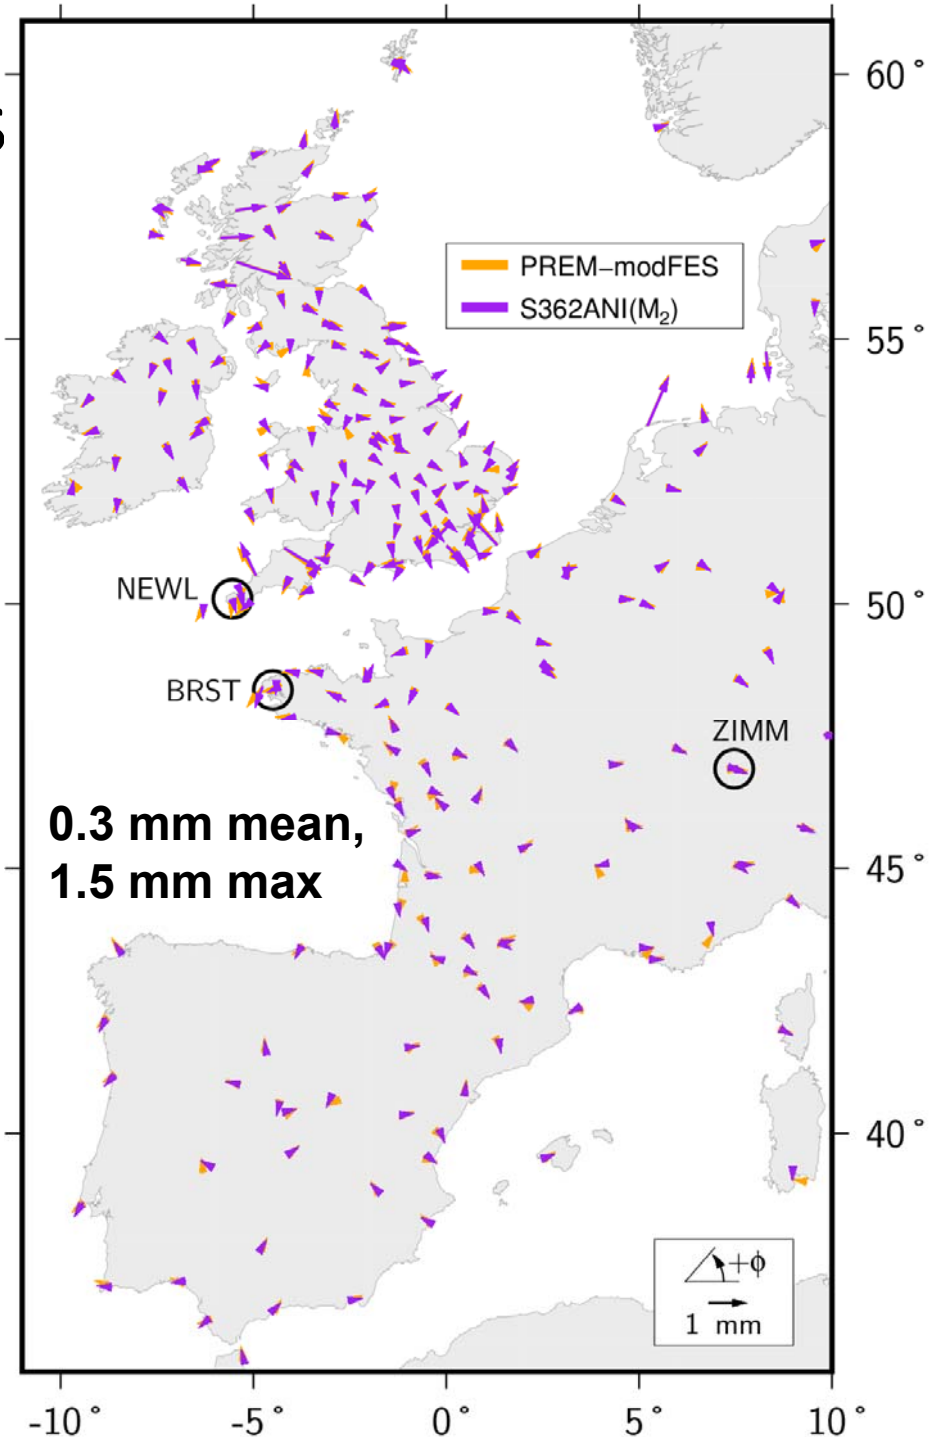 60°
PREM–modFES
S362ANI(M₂)
55°
NEWL
50°
BRST
ZIMM
0.3 mm mean,
1.5 mm max
45°
40°
+ϕ
1 mm
-10° -5° 0° 5° 10°